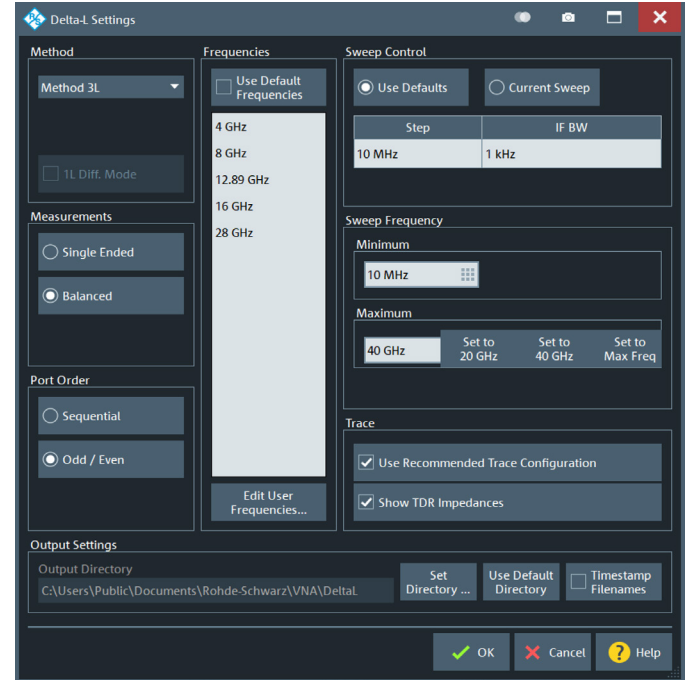 Delta-L Settings
Method
Method 3L
1L Diff. Mode
Measurements
Single Ended
Balanced
Port Order
Sequential
Odd / Even
Frequencies
Use Default
Frequencies
4 GHz
8 GHz
12.89 GHz
16 GHz
28 GHz
Edit User
Frequencies...
Sweep Control
Use Defaults
Current Sweep
Step IF BW
10 MHz 1 kHz
Sweep Frequency
Minimum
10 MHz
Maximum
40 GHz
Set to
20 GHz
Set to
40 GHz
Set to
Max Freq
Trace
Use Recommended Trace Configuration
Show TDR Impedances
Output Settings
Output Directory
C:\Users\Public\Documents\Rohde-Schwarz\VNA\DeltaL
Set
Directory ...
Use Default
Directory
Timestamp
Filenames
OK
Cancel
? Help